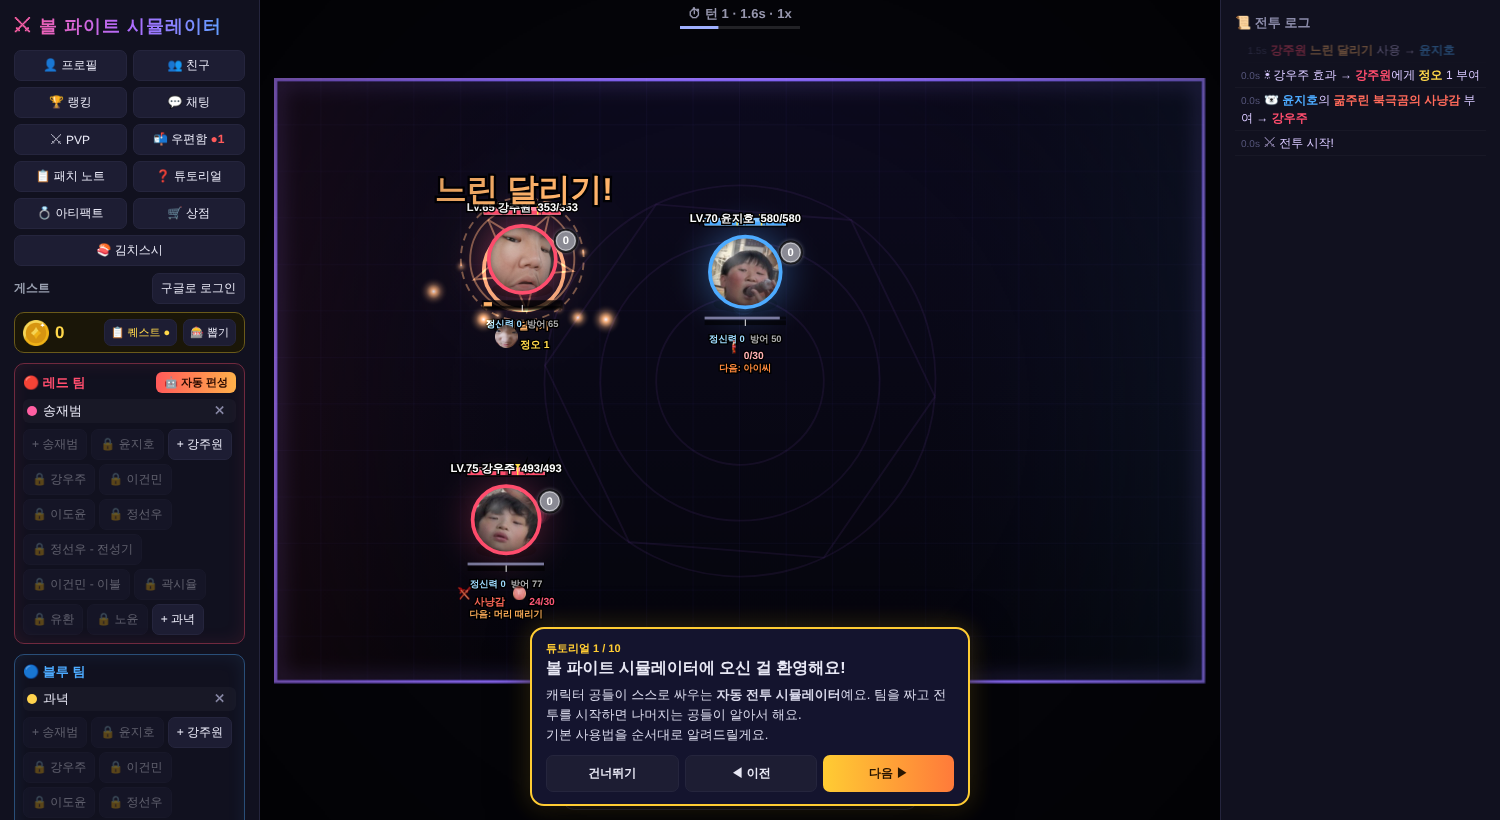 ⚔ 볼 파이트 시뮬레이터
👤 프로필
👥 친구
🏆 랭킹
💬 채팅
⚔ PVP
📬 우편함 ●1
📋 패치 노트
❓ 튜토리얼
💍 아티팩트
🛒 상점
🍣 김치스시
게스트
구글로 로그인
0
📋 퀘스트 ●
🎰 뽑기
🔴 레드 팀
🤖 자동 편성
송재범 ✕
+ 송재범
🔒 윤지호
+ 강주원
🔒 강우주
🔒 이건민
🔒 이도윤
🔒 정선우
🔒 정선우 - 전성기
🔒 이건민 - 이불
🔒 곽시율
🔒 유환
🔒 노윤
+ 과녁
🔵 블루 팀
과녁 ✕
+ 송재범
🔒 윤지호
+ 강주원
🔒 강우주
🔒 이건민
🔒 이도윤
🔒 정선우
⏱ 턴 1 · 1.6s · 1x
느린 달리기!
LV.65 강주원 353/353
0
정신력 0 방어 65
정오 1
LV.70 윤지호 580/580
0
정신력 0 방어 50
0/30
다음: 아이씨
LV.75 강우주 493/493
0
정신력 0 방어 77
사냥감 24/30
다음: 머리 때리기
튜토리얼 1 / 10
볼 파이트 시뮬레이터에 오신 걸 환영해요!
캐릭터 공들이 스스로 싸우는 자동 전투 시뮬레이터예요. 팀을 짜고 전
투를 시작하면 나머지는 공들이 알아서 해요.
기본 사용법을 순서대로 알려드릴게요.
건너뛰기
◀ 이전
다음 ▶
📜 전투 로그
1.5s 강주원 느린 달리기 사용 → 윤지호
0.0s ☀ 강우주 효과 → 강주원에게 정오 1 부여
0.0s 🐻‍❄️ 윤지호의 굶주린 북극곰의 사냥감 부
여 → 강우주
0.0s ⚔ 전투 시작!